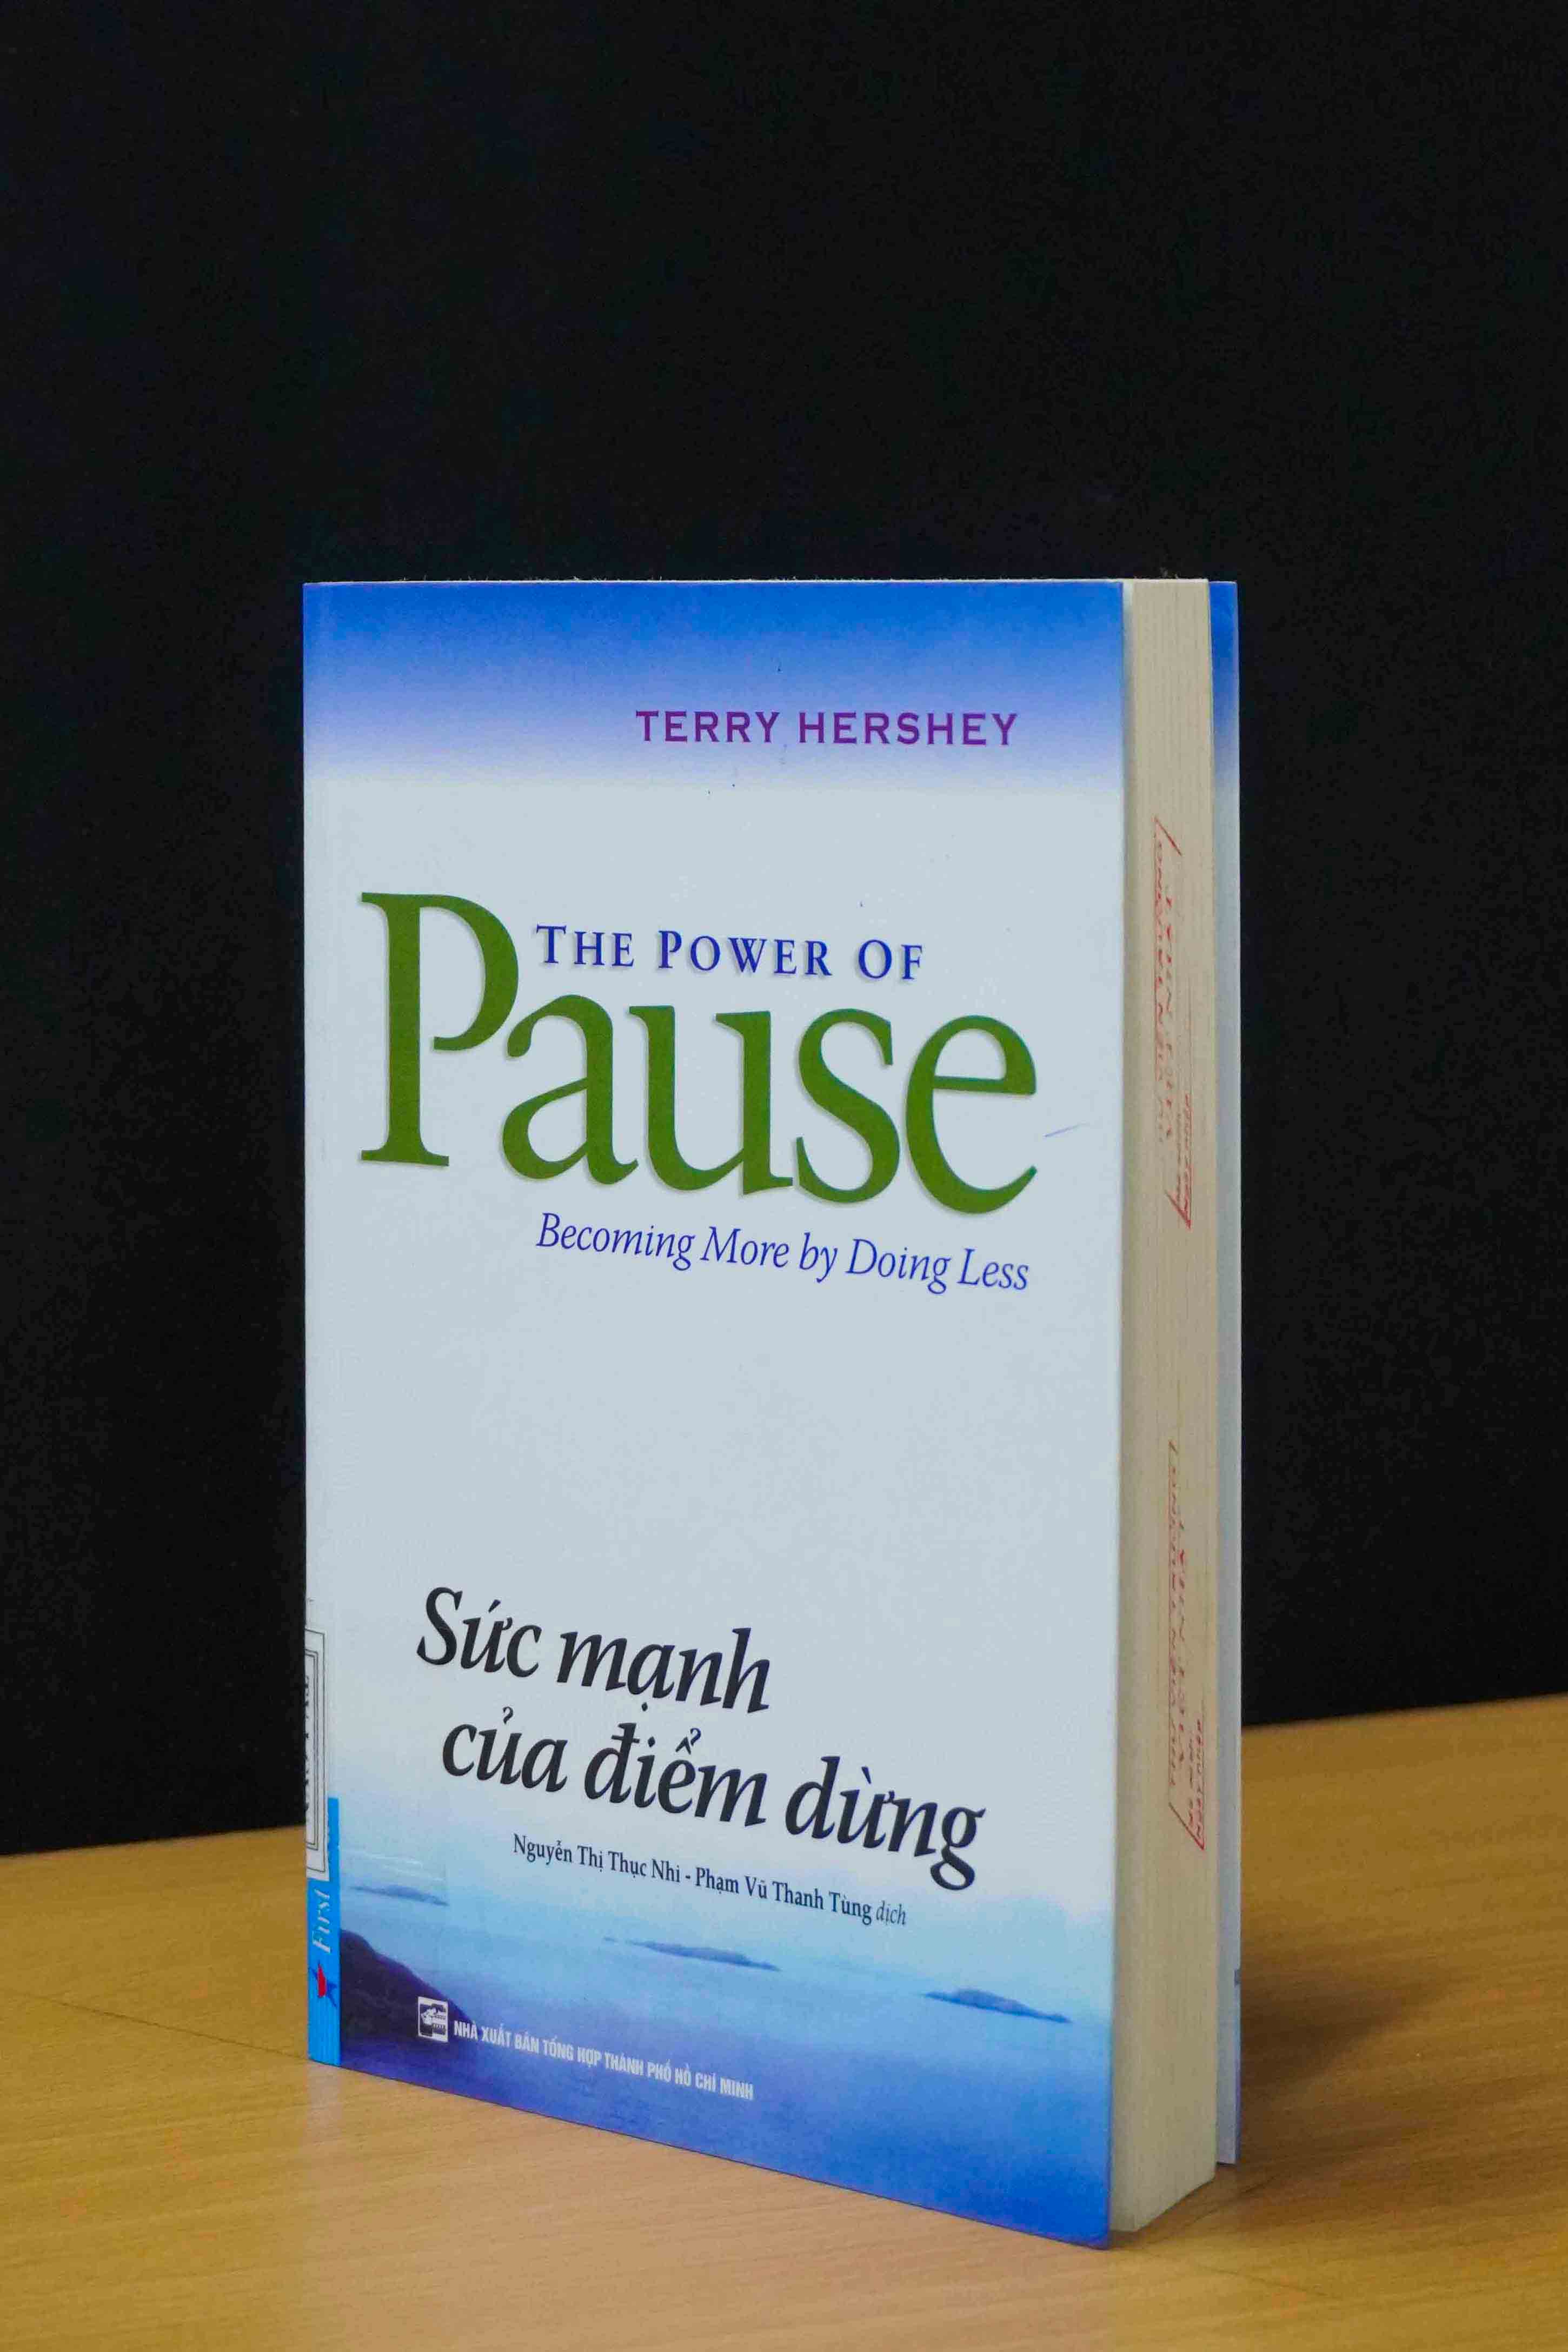 TERRY HERSHEY
THE POWER OF
Pause
Becoming More by Doing Less
Sức mạnh
của điểm dừng
Nguyễn Thị Thục Nhi - Phạm Vũ Thanh Tùng dịch
First
NHÀ XUẤT BẢN TỔNG HỢP THÀNH PHỐ HỒ CHÍ MINH